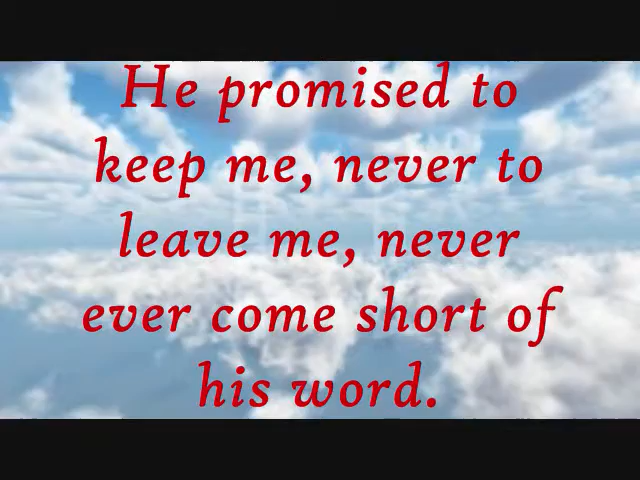 He promised to
keep me, never to
leave me, never
ever come short of
his word.